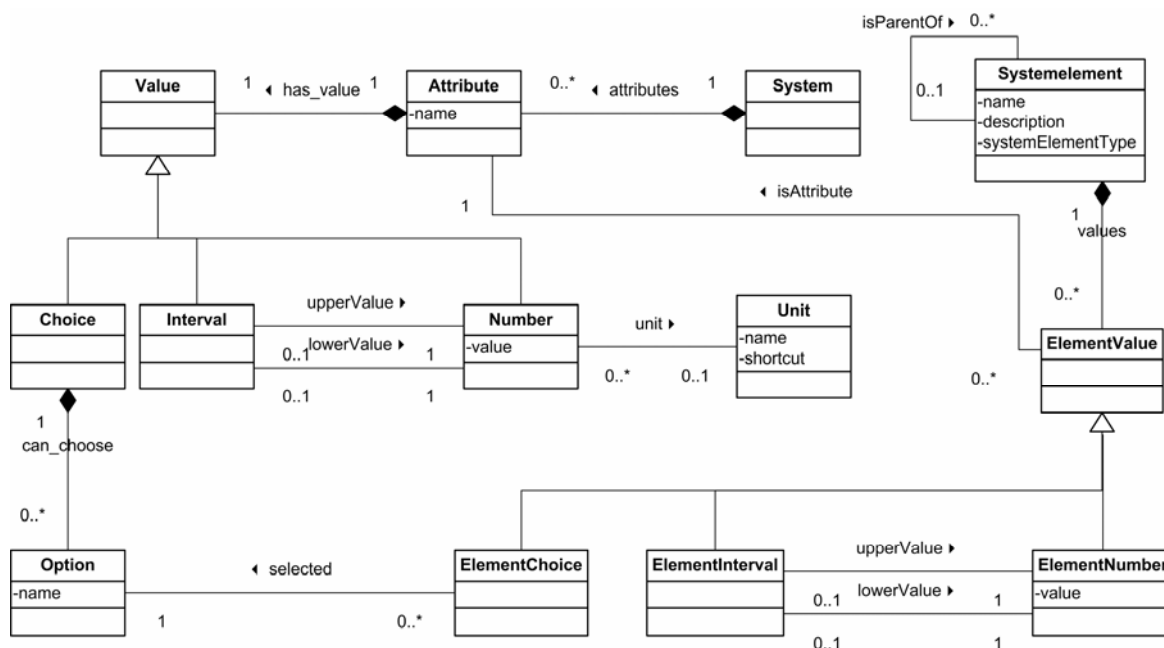 isParentOf ▸ 0..*
Value
1 ◂ has_value 1
Attribute
-name
0..* ◂ attributes 1
System
Systemelement
-name
-description
-systemElementType
0..1
◂ isAttribute
1
1
values
Choice
Interval
upperValue ▸
lowerValue ▸
0..1 1
0..1 1
Number
-value
unit ▸
0..* 0..1
Unit
-name
-shortcut
0..*
ElementValue
0..*
1
can_choose
0..*
Option
-name
◂ selected
1 0..*
ElementChoice
ElementInterval
upperValue ▸
lowerValue ▸
0..1 1
0..1 1
ElementNumber
-value